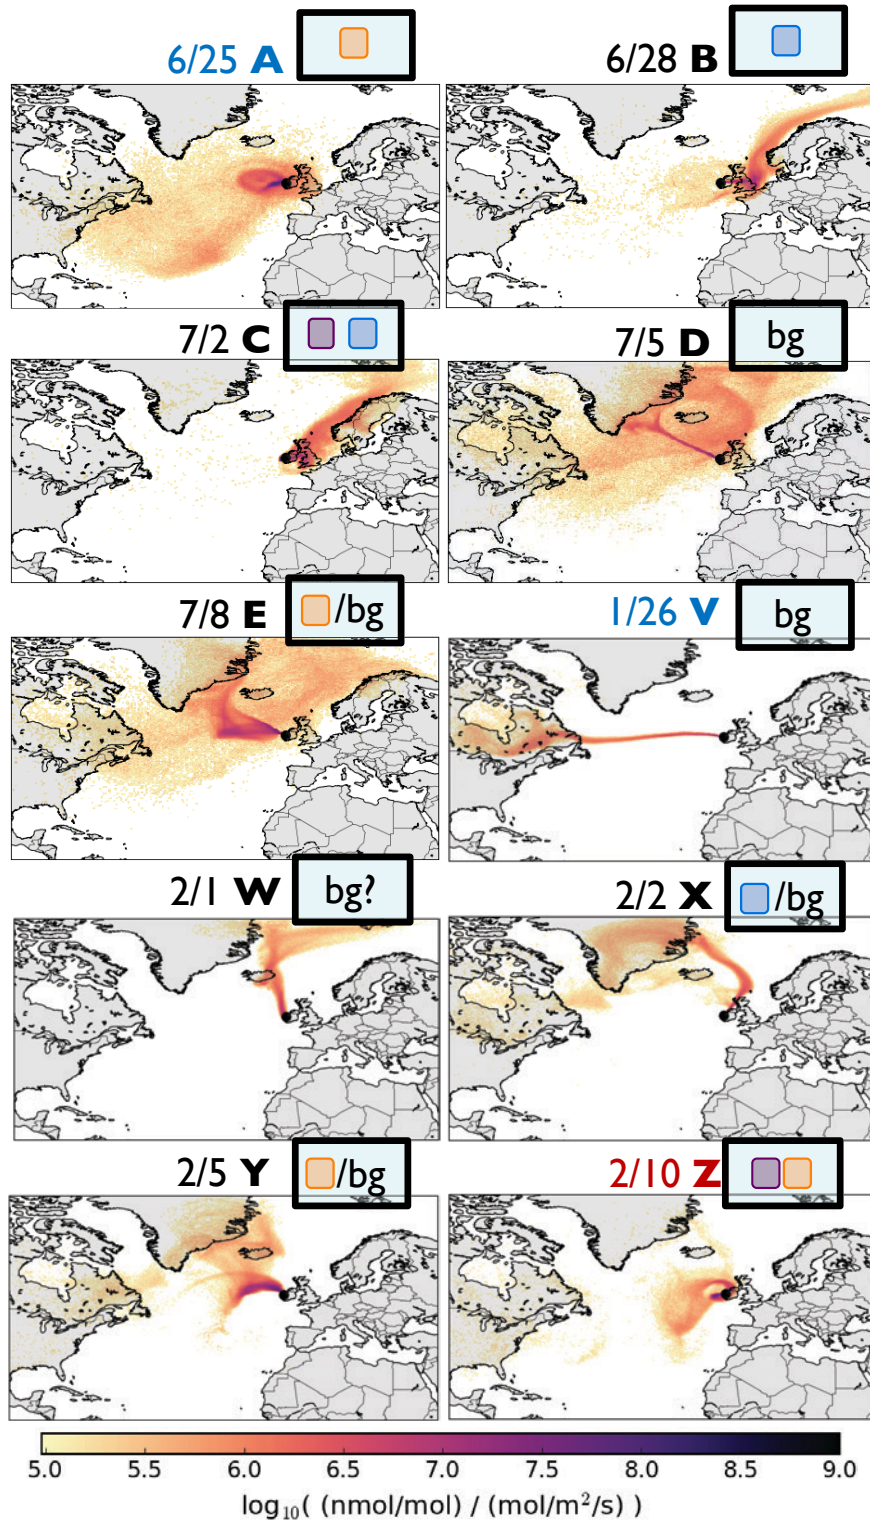 6/25 A
6/28 B
7/2 C
7/5 D bg
7/8 E /bg
1/26 V bg
2/1 W bg?
2/2 X /bg
2/5 Y /bg
2/10 Z
5.0 5.5 6.0 6.5 7.0 7.5 8.0 8.5 9.0
log₁₀( (nmol/mol) / (mol/m²/s) )